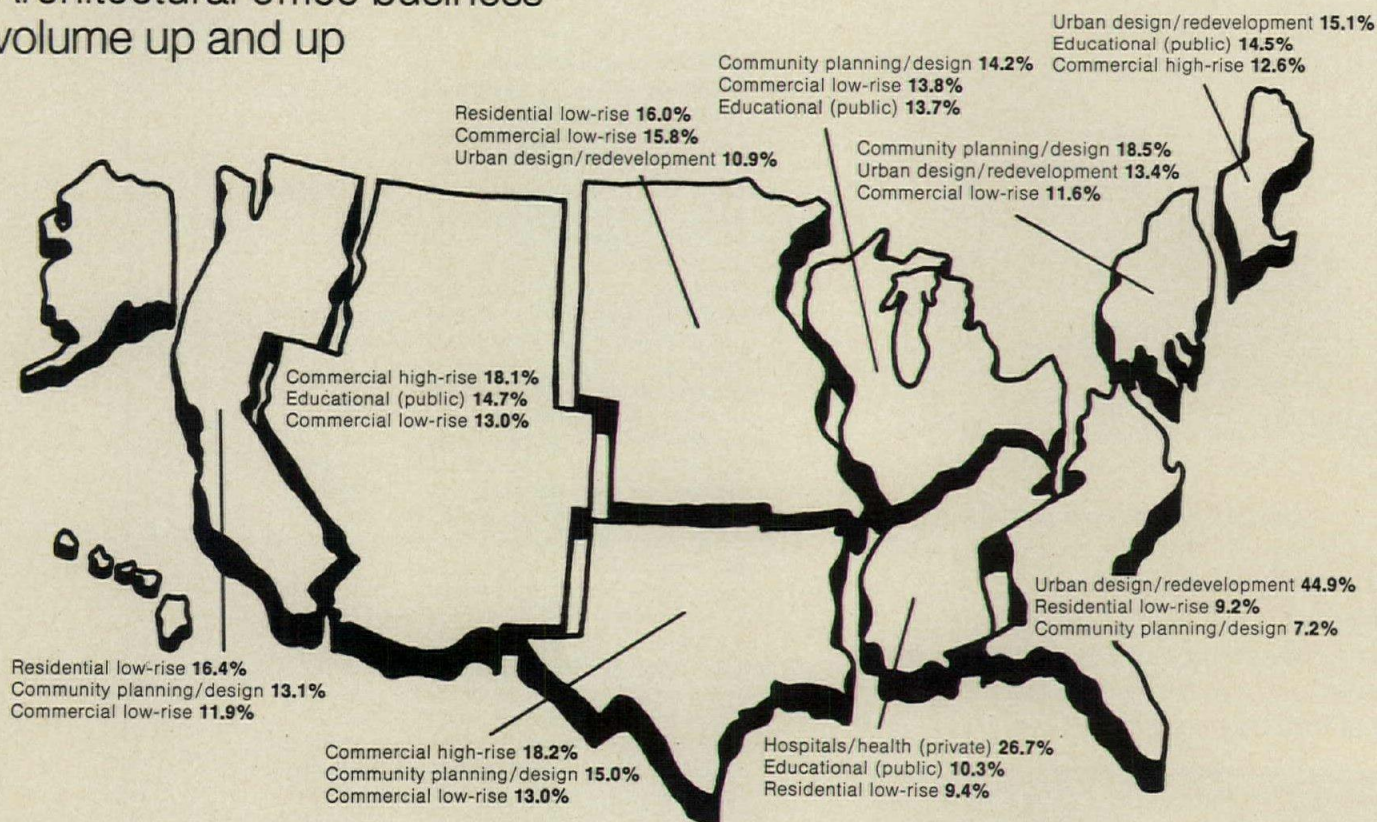 Architectural office business
volume up and up
Urban design/redevelopment 15.1%
Educational (public) 14.5%
Commercial high-rise 12.6%
Community planning/design 14.2%
Commercial low-rise 13.8%
Educational (public) 13.7%
Residential low-rise 16.0%
Commercial low-rise 15.8%
Urban design/redevelopment 10.9%
Community planning/design 18.5%
Urban design/redevelopment 13.4%
Commercial low-rise 11.6%
Commercial high-rise 18.1%
Educational (public) 14.7%
Commercial low-rise 13.0%
Urban design/redevelopment 44.9%
Residential low-rise 9.2%
Community planning/design 7.2%
Residential low-rise 16.4%
Community planning/design 13.1%
Commercial low-rise 11.9%
Commercial high-rise 18.2%
Community planning/design 15.0%
Commercial low-rise 13.0%
Hospitals/health (private) 26.7%
Educational (public) 10.3%
Residential low-rise 9.4%